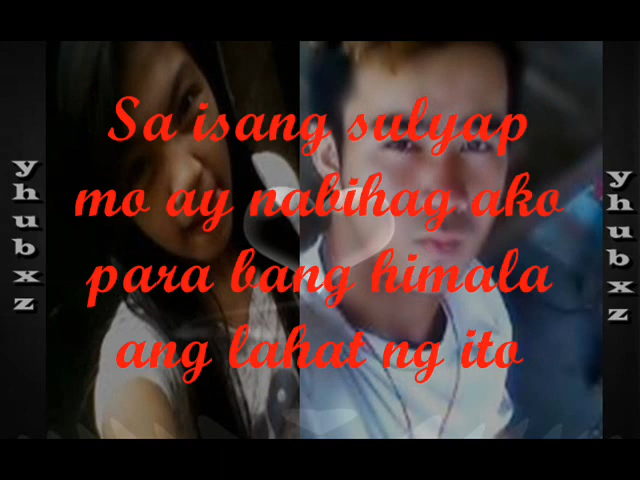 Sa isang sulyap
mo ay nabihag ako
para bang himala
ang lahat ng ito
yhubxz
yhubxz